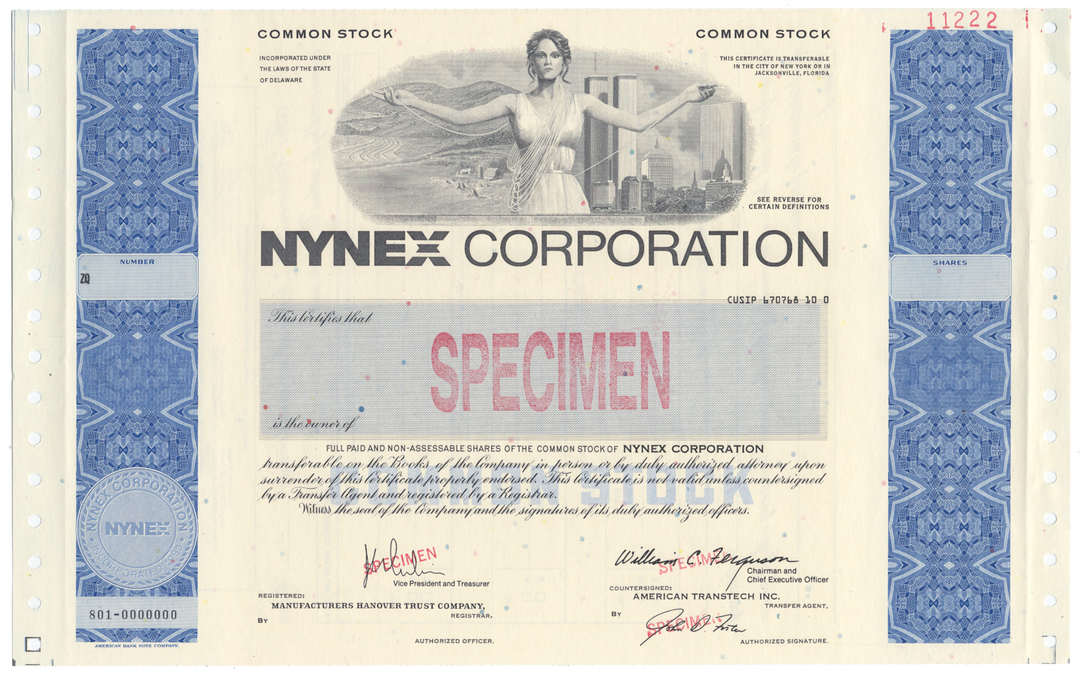 11222
COMMON STOCK
COMMON STOCK
INCORPORATED UNDER
THE LAWS OF THE STATE
OF DELAWARE
THIS CERTIFICATE IS TRANSFERABLE
IN THE CITY OF NEW YORK OR IN
JACKSONVILLE, FLORIDA
SEE REVERSE FOR
CERTAIN DEFINITIONS
NYNEX CORPORATION
NUMBER
ZQ
SHARES
CUSIP 670768 10 0
This Certifies that
SPECIMEN
is the owner of
FULL PAID AND NON-ASSESSABLE SHARES OF THE COMMON STOCK OF NYNEX CORPORATION
transferable on the Books of the Company in person or by duly authorized attorney upon
surrender of this certificate properly endorsed. This certificate is not valid unless countersigned
by a Transfer Agent and registered by a Registrar.
Witness the seal of the Company and the signatures of its duly authorized officers.
STOCK
NYNEX CORPORATION
NYNEX
INCORPORATED 1983
SPECIMEN
Vice President and Treasurer
William C. Ferguson
SPECIMEN
Chairman and
Chief Executive Officer
REGISTERED:
MANUFACTURERS HANOVER TRUST COMPANY,
REGISTRAR,
BY
AUTHORIZED OFFICER.
COUNTERSIGNED:
AMERICAN TRANSTECH INC.
TRANSFER AGENT,
BY
SPECIMEN
AUTHORIZED SIGNATURE.
801-0000000
AMERICAN BANK NOTE COMPANY.